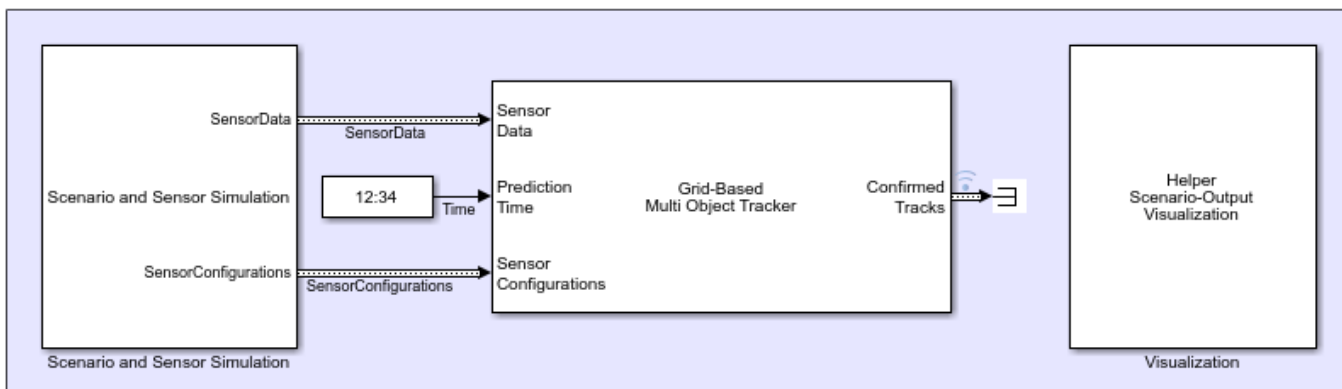 SensorData
Scenario and Sensor Simulation
SensorConfigurations
Scenario and Sensor Simulation
SensorData
12:34
Time
SensorConfigurations
Sensor
Data
Prediction
Time
Sensor
Configurations
Grid-Based
Multi Object Tracker
Confirmed
Tracks
Helper
Scenario-Output
Visualization
Visualization